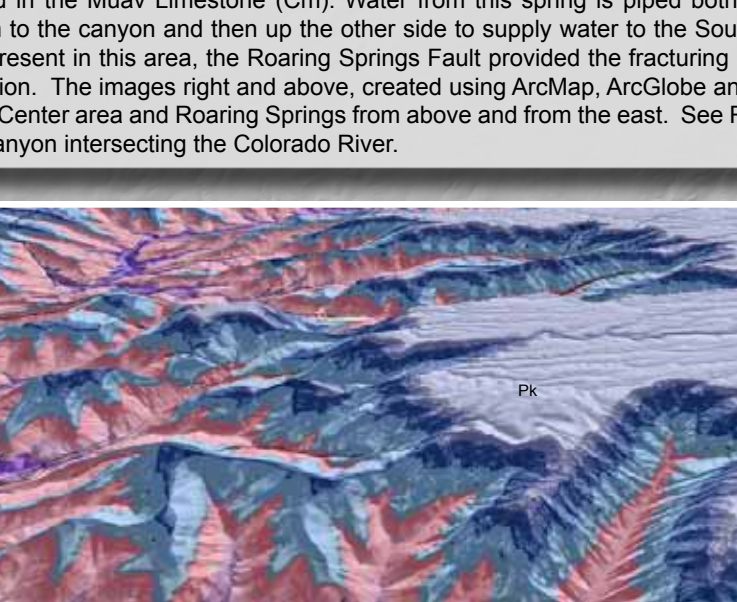 in the Muav Limestone (Cm). Water from this spring is piped both
to the canyon and then up the other side to supply water to the Sou
resent in this area, the Roaring Springs Fault provided the fracturing
ion. The images right and above, created using ArcMap, ArcGlobe an
Center area and Roaring Springs from above and from the east. See
anyon intersecting the Colorado River.
Pk